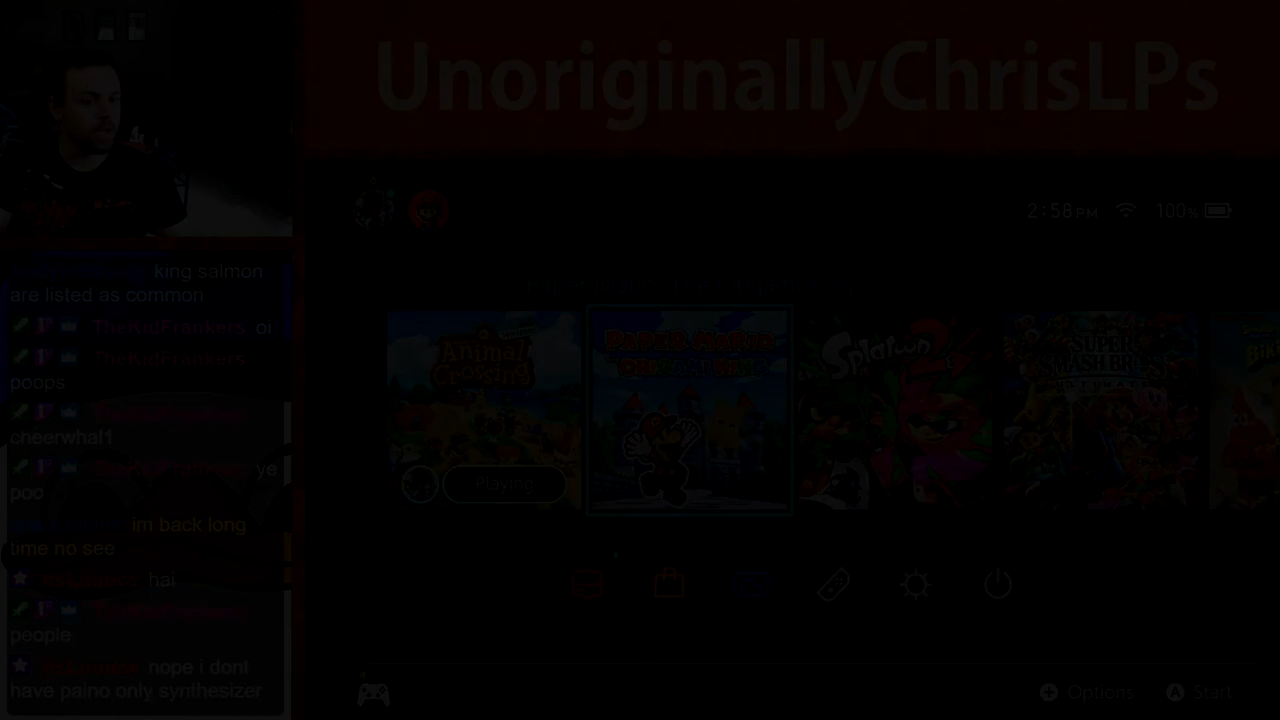 UnoriginallyChrisLPs
2:58 PM
100%
king salmon
are listed as common
TheKidFrankers oi
TheKidFrankers
poops
cheerwhal1
ye
poo
im back long
time no see
hai
people
nope i dont
have paino only synthesizer
Animal
Crossing
Playing
PAPER MARIO
Splatoon 2
SUPER
SMASH BROS
ULTIMATE
Options
Start